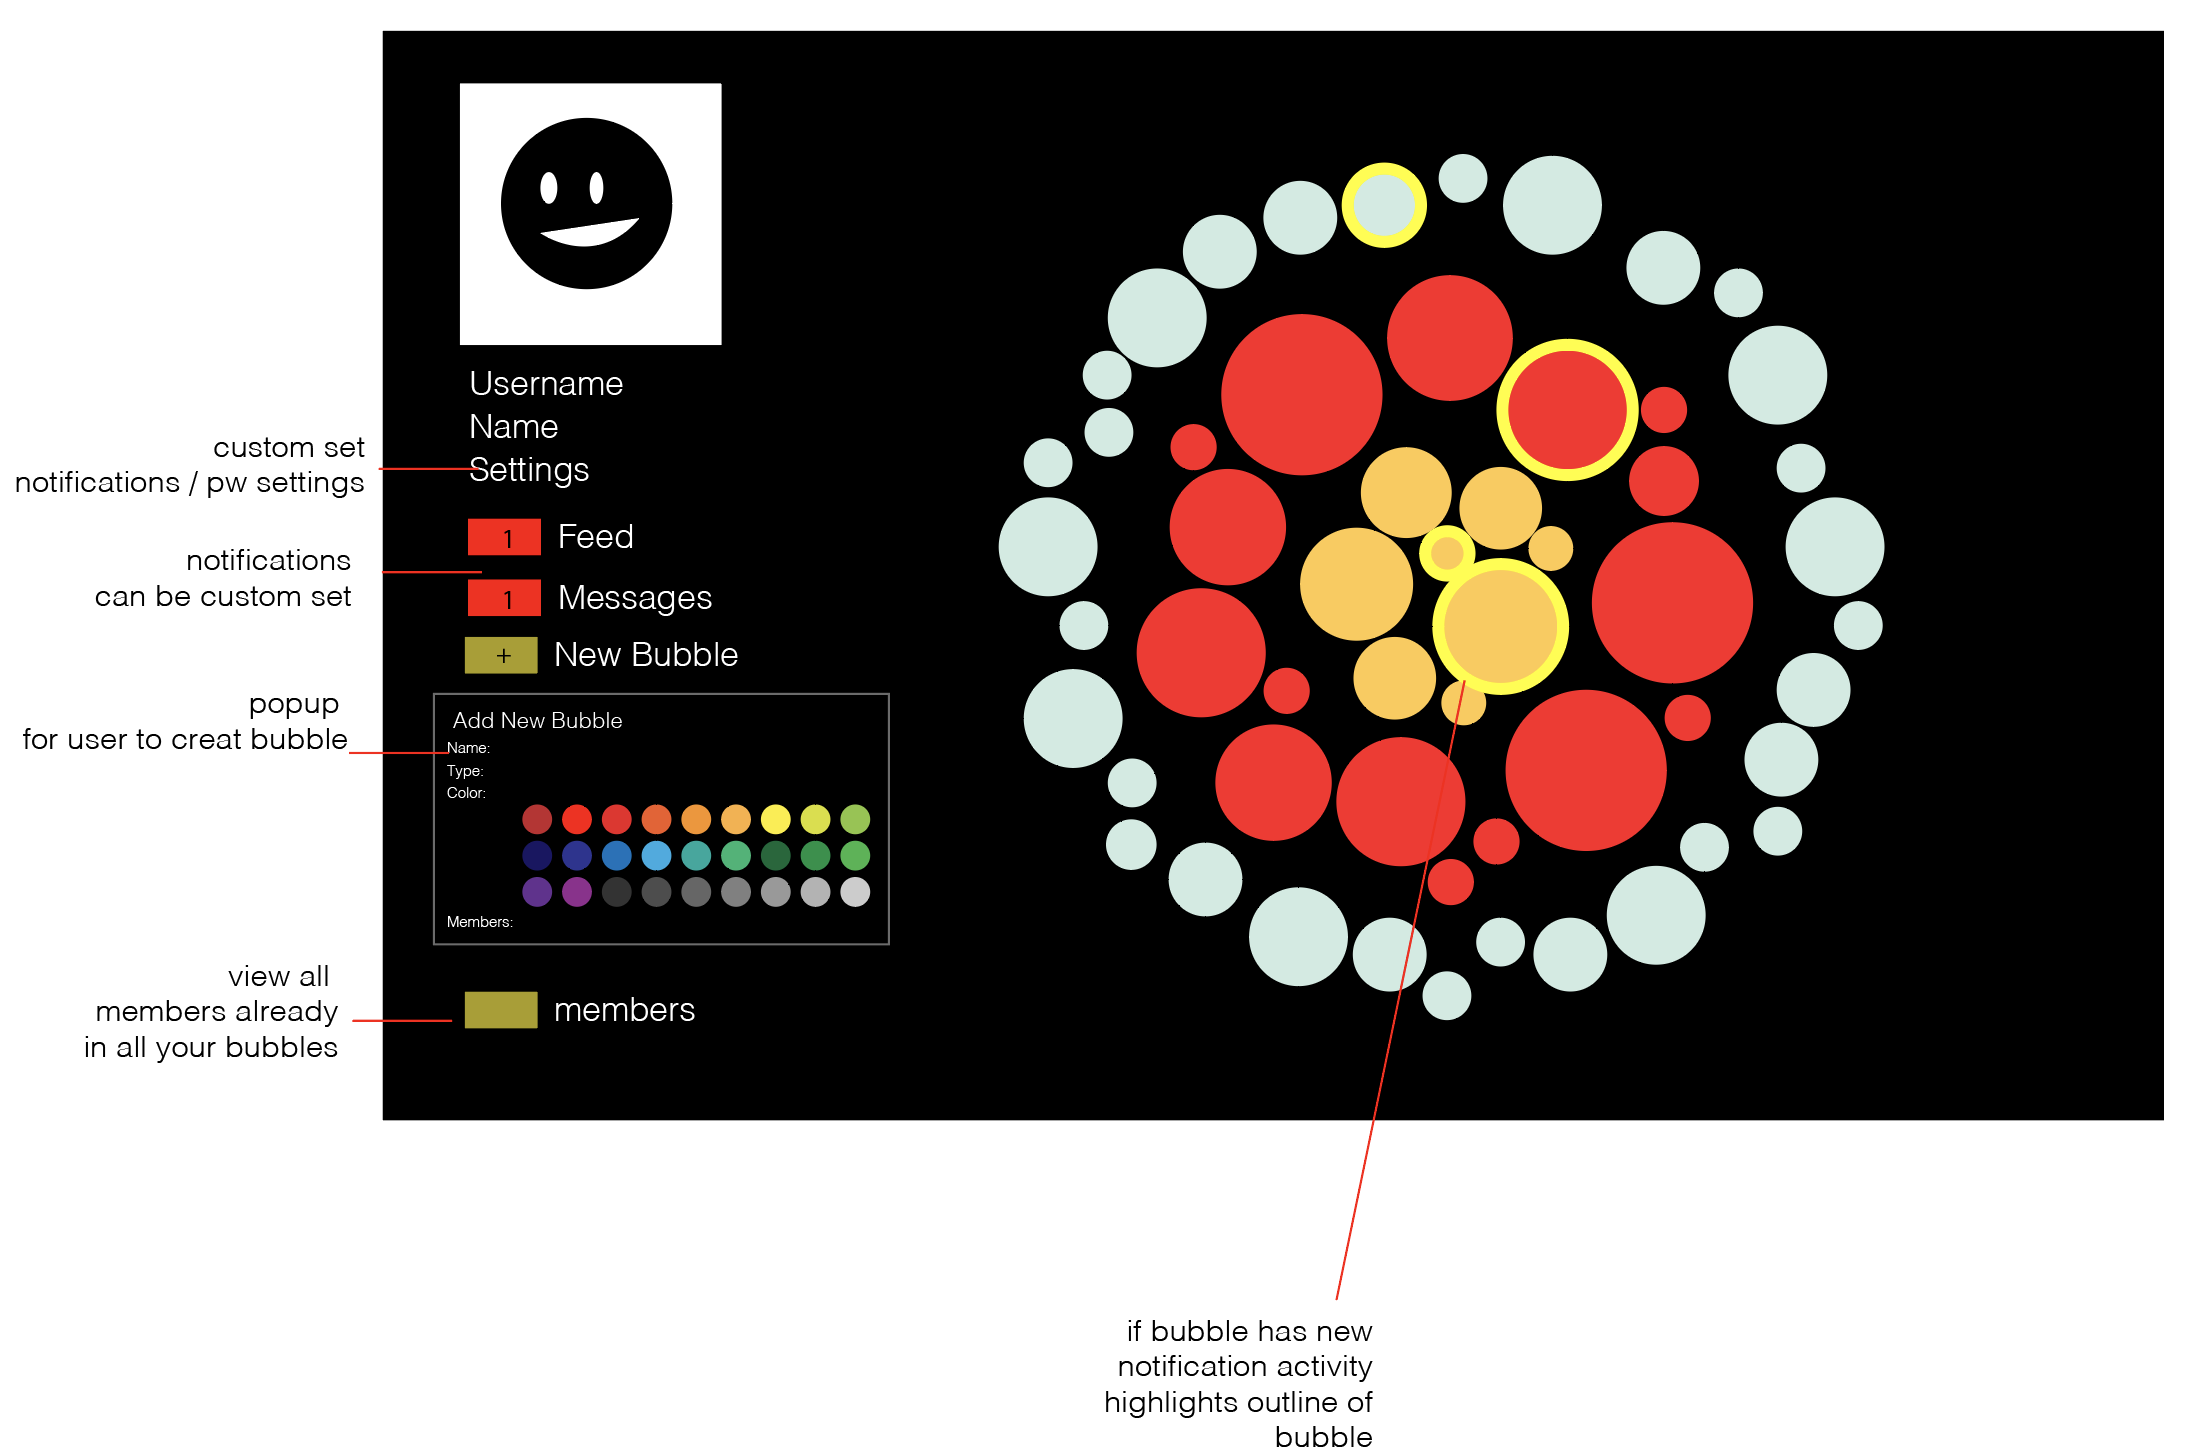 Username
Name
Settings
custom set
notifications / pw settings
1 Feed
notifications
can be custom set
1 Messages
+ New Bubble
popup
for user to creat bubble
Add New Bubble
Name:
Type:
Color:
Members:
view all
members already
in all your bubbles
members
if bubble has new
notification activity
highlights outline of
bubble